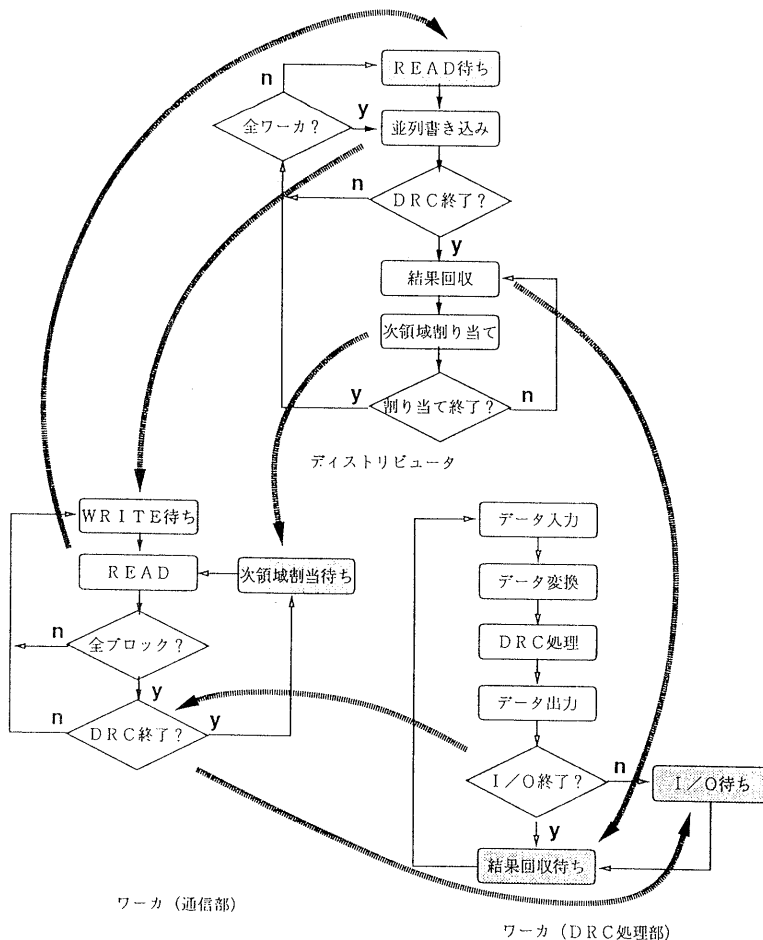 READ待ち
n
全ワーカ?
y
並列書き込み
n
DRC終了?
y
結果回収
次領域割り当て
y
割り当て終了?
n
ディストリビュータ
WRITE待ち
READ
次領域割当待ち
n
全ブロック?
y
n
DRC終了?
y
ワーカ(通信部)
データ入力
データ変換
DRC処理
データ出力
I/O終了?
n
I/O待ち
y
結果回収待ち
ワーカ(DRC処理部)